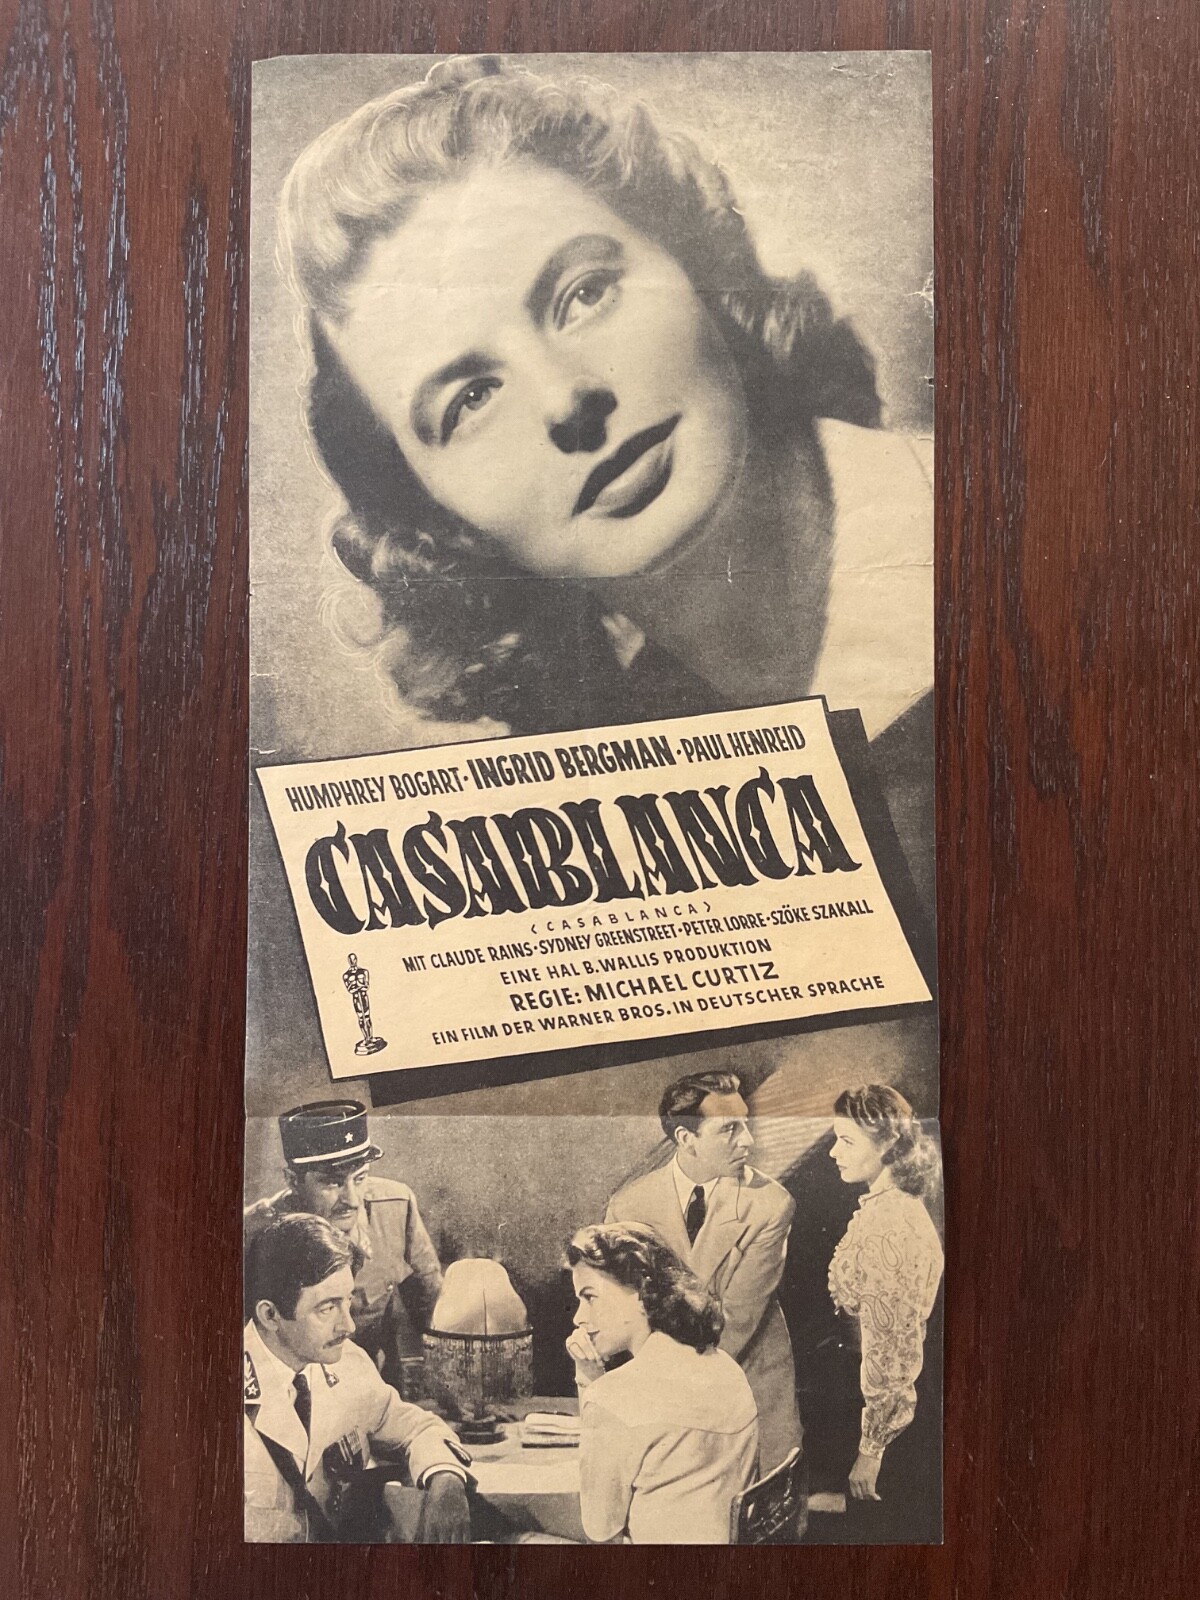 HUMPHREY BOGART · INGRID BERGMAN · PAUL HENREID
CASABLANCA
(CASABLANCA)
MIT CLAUDE RAINS · SYDNEY GREENSTREET · PETER LORRE · SZÖKE SZAKALL
EINE HAL B. WALLIS PRODUKTION
REGIE: MICHAEL CURTIZ
EIN FILM DER WARNER BROS. IN DEUTSCHER SPRACHE